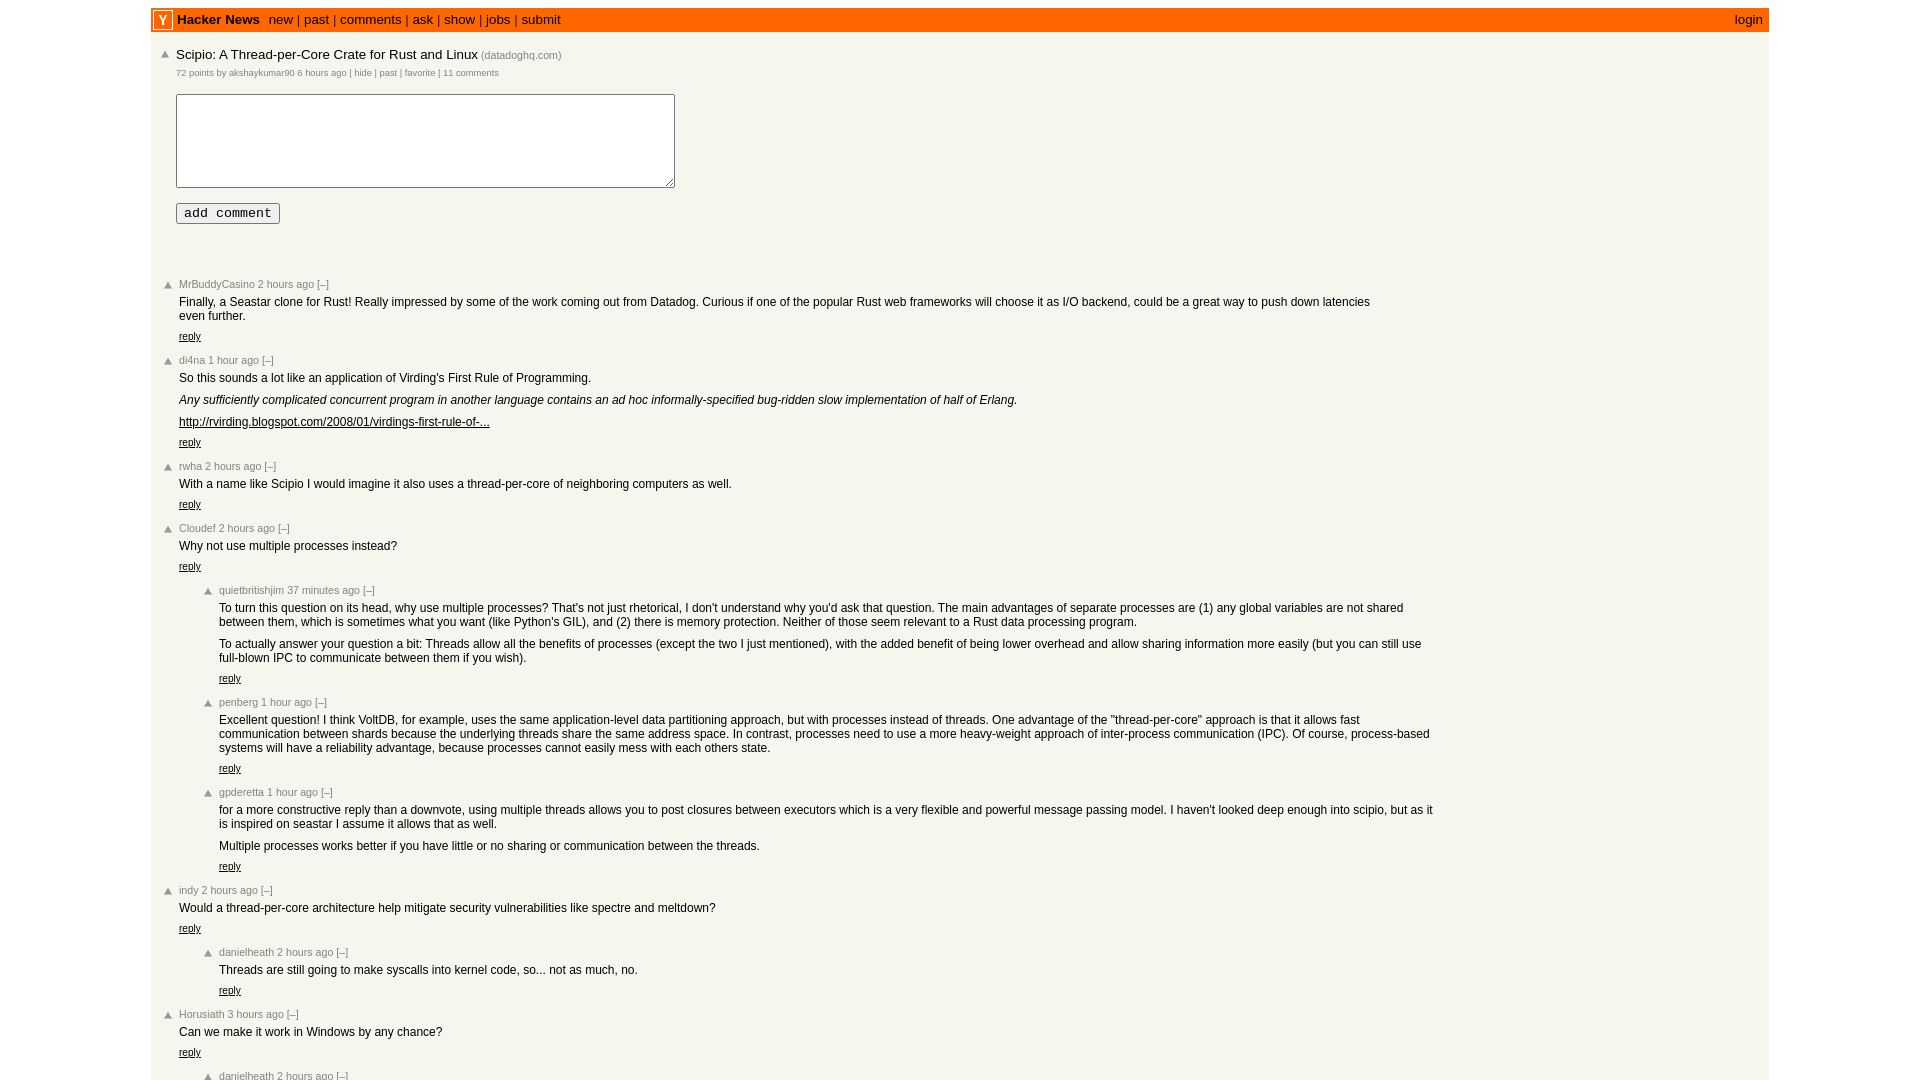 Y Hacker News new | past | comments | ask | show | jobs | submit login
Scipio: A Thread-per-Core Crate for Rust and Linux (datadoghq.com)
72 points by akshaykumar90 6 hours ago | hide | past | favorite | 11 comments
add comment
MrBuddyCasino 2 hours ago [–]
Finally, a Seastar clone for Rust! Really impressed by some of the work coming out from Datadog. Curious if one of the popular Rust web frameworks will choose it as I/O backend, could be a great way to push down latencies
even further.
reply
di4na 1 hour ago [–]
So this sounds a lot like an application of Virding's First Rule of Programming.
Any sufficiently complicated concurrent program in another language contains an ad hoc informally-specified bug-ridden slow implementation of half of Erlang.
http://rvirding.blogspot.com/2008/01/virdings-first-rule-of-...
reply
rwha 2 hours ago [–]
With a name like Scipio I would imagine it also uses a thread-per-core of neighboring computers as well.
reply
Cloudef 2 hours ago [–]
Why not use multiple processes instead?
reply
quietbritishjim 37 minutes ago [–]
To turn this question on its head, why use multiple processes? That's not just rhetorical, I don't understand why you'd ask that question. The main advantages of separate processes are (1) any global variables are not shared
between them, which is sometimes what you want (like Python's GIL), and (2) there is memory protection. Neither of those seem relevant to a Rust data processing program.
To actually answer your question a bit: Threads allow all the benefits of processes (except the two I just mentioned), with the added benefit of being lower overhead and allow sharing information more easily (but you can still use
full-blown IPC to communicate between them if you wish).
reply
penberg 1 hour ago [–]
Excellent question! I think VoltDB, for example, uses the same application-level data partitioning approach, but with processes instead of threads. One advantage of the "thread-per-core" approach is that it allows fast
communication between shards because the underlying threads share the same address space. In contrast, processes need to use a more heavy-weight approach of inter-process communication (IPC). Of course, process-based
systems will have a reliability advantage, because processes cannot easily mess with each others state.
reply
gpderetta 1 hour ago [–]
for a more constructive reply than a downvote, using multiple threads allows you to post closures between executors which is a very flexible and powerful message passing model. I haven't looked deep enough into scipio, but as it
is inspired on seastar I assume it allows that as well.
Multiple processes works better if you have little or no sharing or communication between the threads.
reply
indy 2 hours ago [–]
Would a thread-per-core architecture help mitigate security vulnerabilities like spectre and meltdown?
reply
danielheath 2 hours ago [–]
Threads are still going to make syscalls into kernel code, so... not as much, no.
reply
Horusiath 3 hours ago [–]
Can we make it work in Windows by any chance?
reply
danielheath 2 hours ago [–]